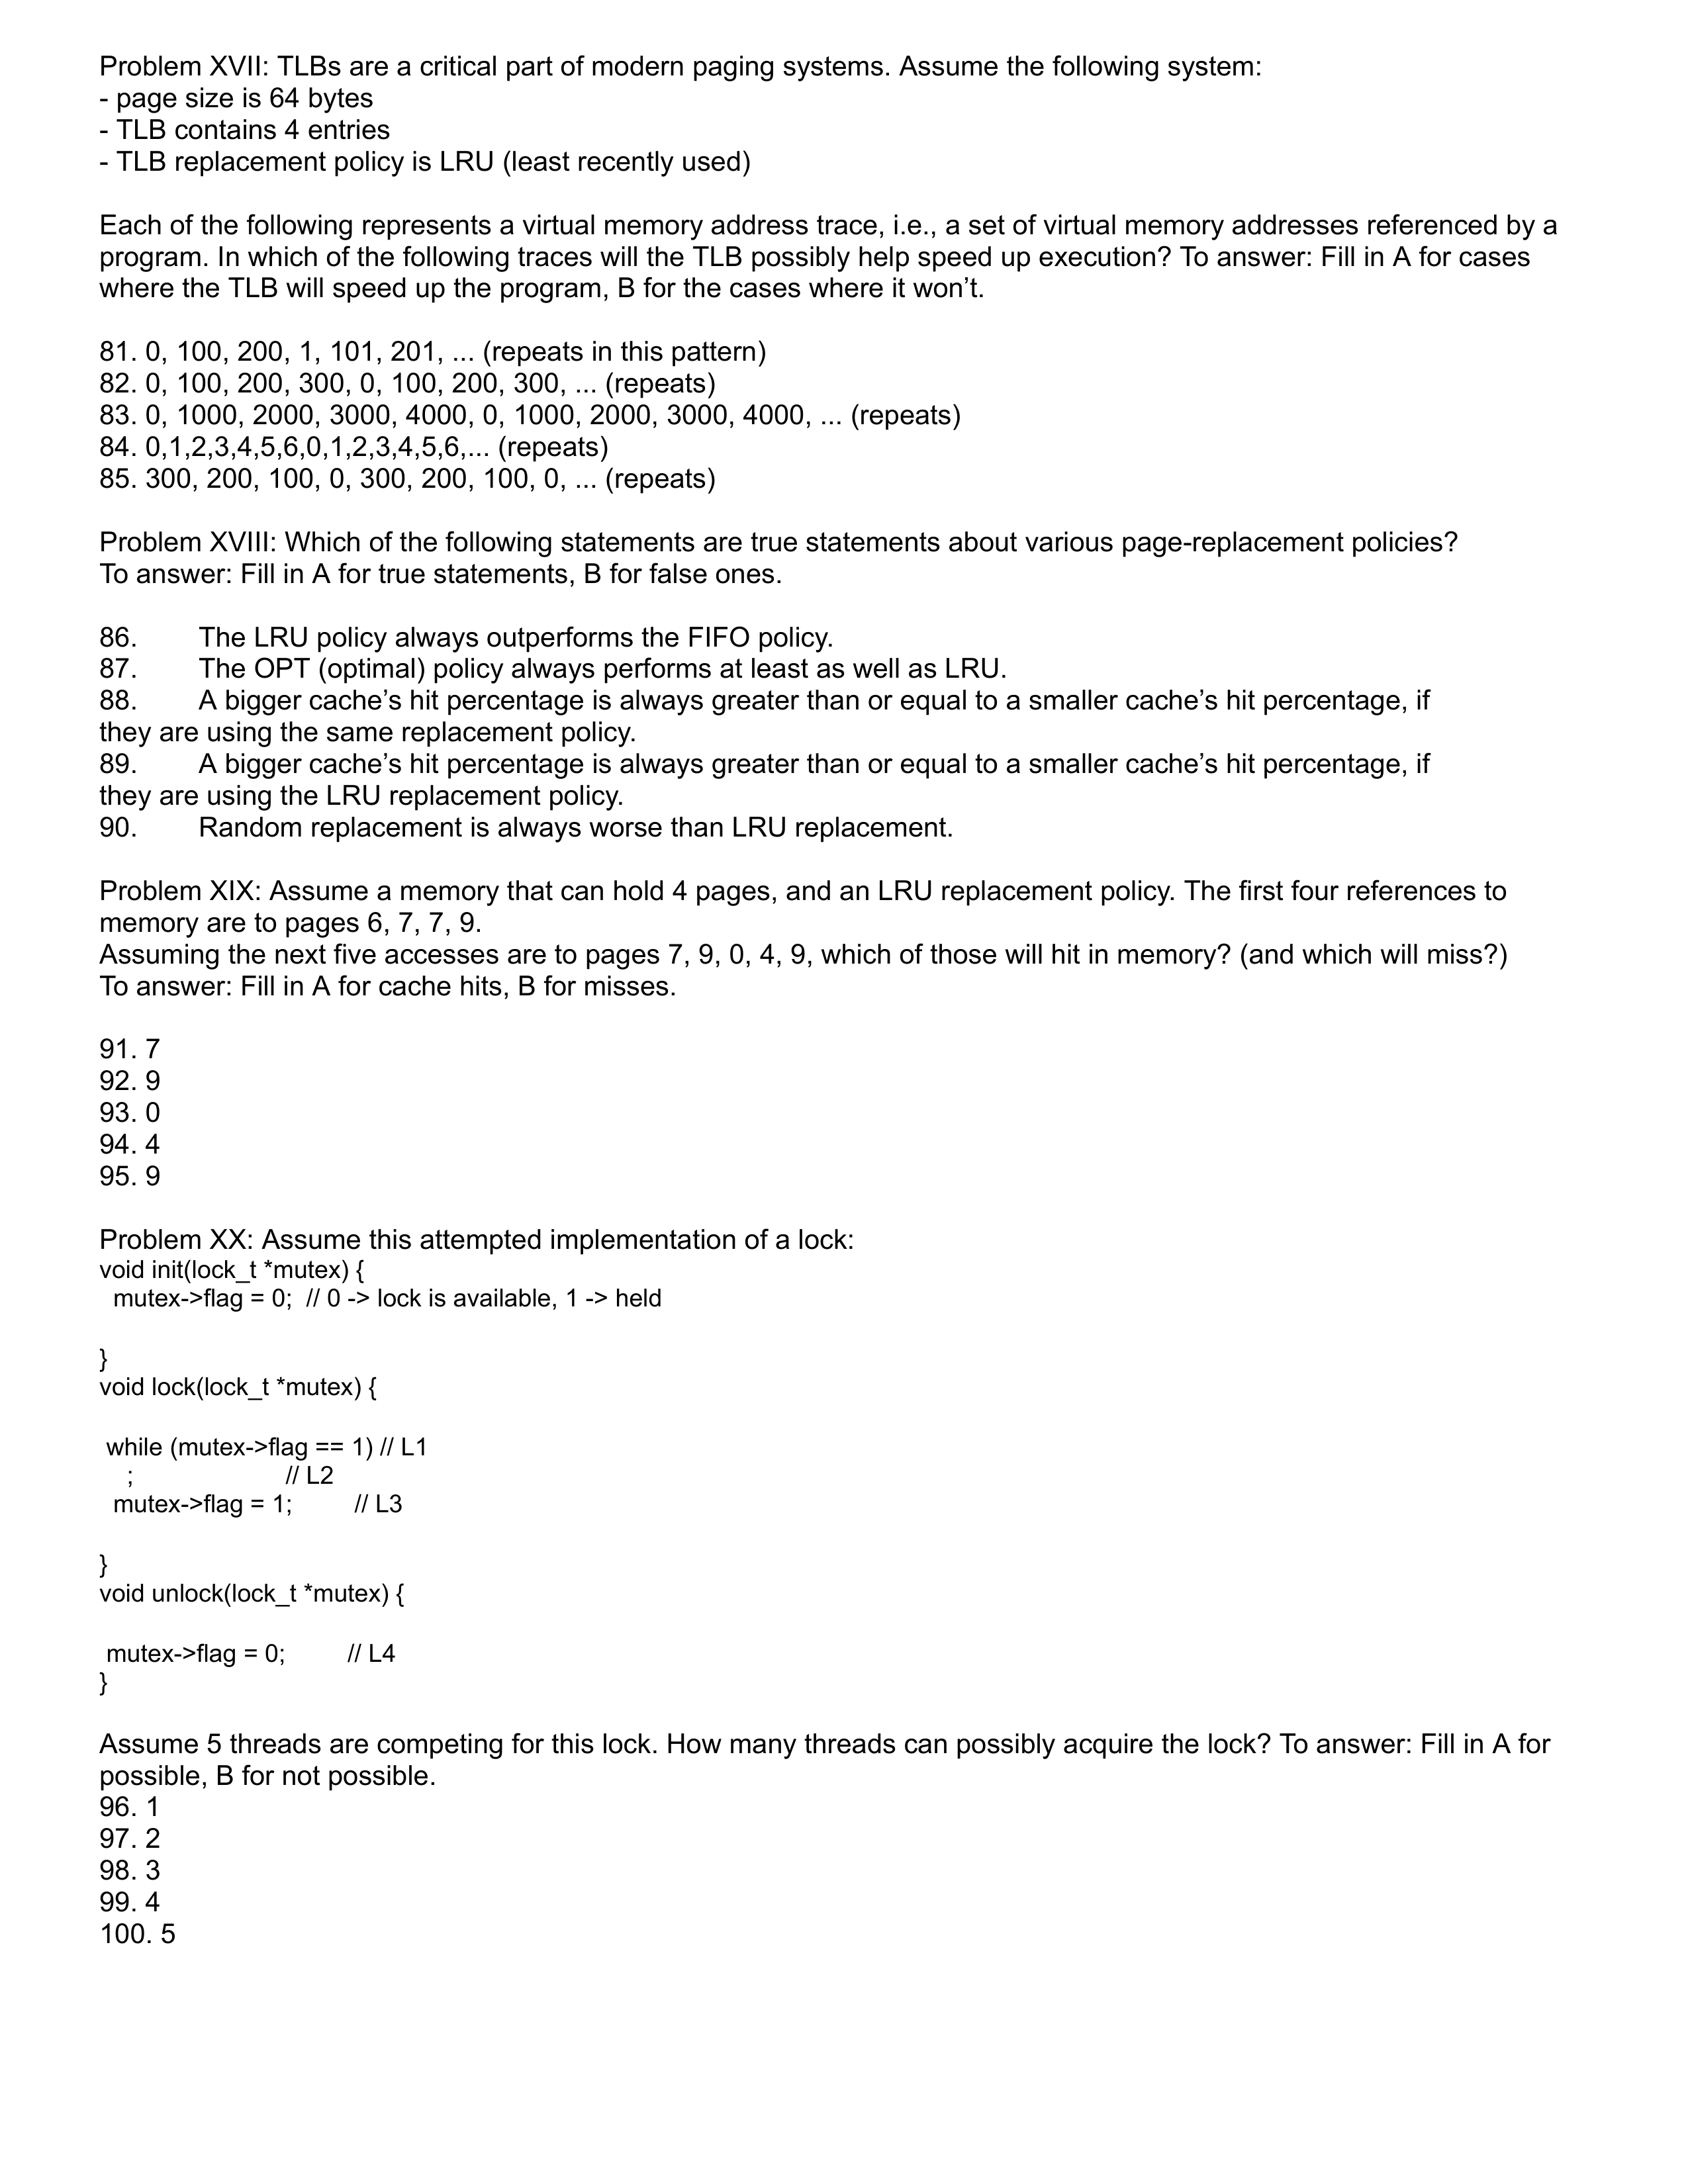 Problem XVII: TLBs are a critical part of modern paging systems. Assume the following system:
- page size is 64 bytes
- TLB contains 4 entries
- TLB replacement policy is LRU (least recently used)
Each of the following represents a virtual memory address trace, i.e., a set of virtual memory addresses referenced by a
program. In which of the following traces will the TLB possibly help speed up execution? To answer: Fill in A for cases
where the TLB will speed up the program, B for the cases where it won’t.
81. 0, 100, 200, 1, 101, 201, ... (repeats in this pattern)
82. 0, 100, 200, 300, 0, 100, 200, 300, ... (repeats)
83. 0, 1000, 2000, 3000, 4000, 0, 1000, 2000, 3000, 4000, ... (repeats)
84. 0,1,2,3,4,5,6,0,1,2,3,4,5,6,... (repeats)
85. 300, 200, 100, 0, 300, 200, 100, 0, ... (repeats)
Problem XVIII: Which of the following statements are true statements about various page-replacement policies?
To answer: Fill in A for true statements, B for false ones.
86. The LRU policy always outperforms the FIFO policy.
87. The OPT (optimal) policy always performs at least as well as LRU.
88. A bigger cache’s hit percentage is always greater than or equal to a smaller cache’s hit percentage, if
they are using the same replacement policy.
89. A bigger cache’s hit percentage is always greater than or equal to a smaller cache’s hit percentage, if
they are using the LRU replacement policy.
90. Random replacement is always worse than LRU replacement.
Problem XIX: Assume a memory that can hold 4 pages, and an LRU replacement policy. The first four references to
memory are to pages 6, 7, 7, 9.
Assuming the next five accesses are to pages 7, 9, 0, 4, 9, which of those will hit in memory? (and which will miss?)
To answer: Fill in A for cache hits, B for misses.
91. 7
92. 9
93. 0
94. 4
95. 9
Problem XX: Assume this attempted implementation of a lock:
void init(lock_t *mutex) {
mutex->flag = 0; // 0 -> lock is available, 1 -> held
}
void lock(lock_t *mutex) {
while (mutex->flag == 1) // L1
; // L2
mutex->flag = 1; // L3
}
void unlock(lock_t *mutex) {
mutex->flag = 0; // L4
}
Assume 5 threads are competing for this lock. How many threads can possibly acquire the lock? To answer: Fill in A for
possible, B for not possible.
96. 1
97. 2
98. 3
99. 4
100. 5